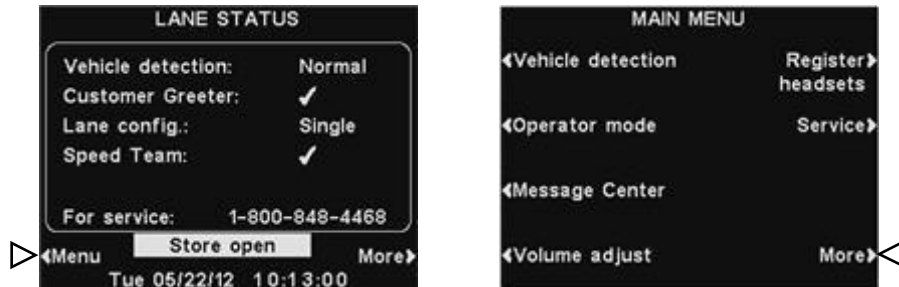 LANE STATUS
Vehicle detection: Normal
Customer Greeter: ✓
Lane config.: Single
Speed Team: ✓
For service: 1-800-848-4468
Store open
Menu More
Tue 05/22/12 10:13:00
MAIN MENU
Vehicle detection Register
headsets
Operator mode Service
Message Center
Volume adjust More